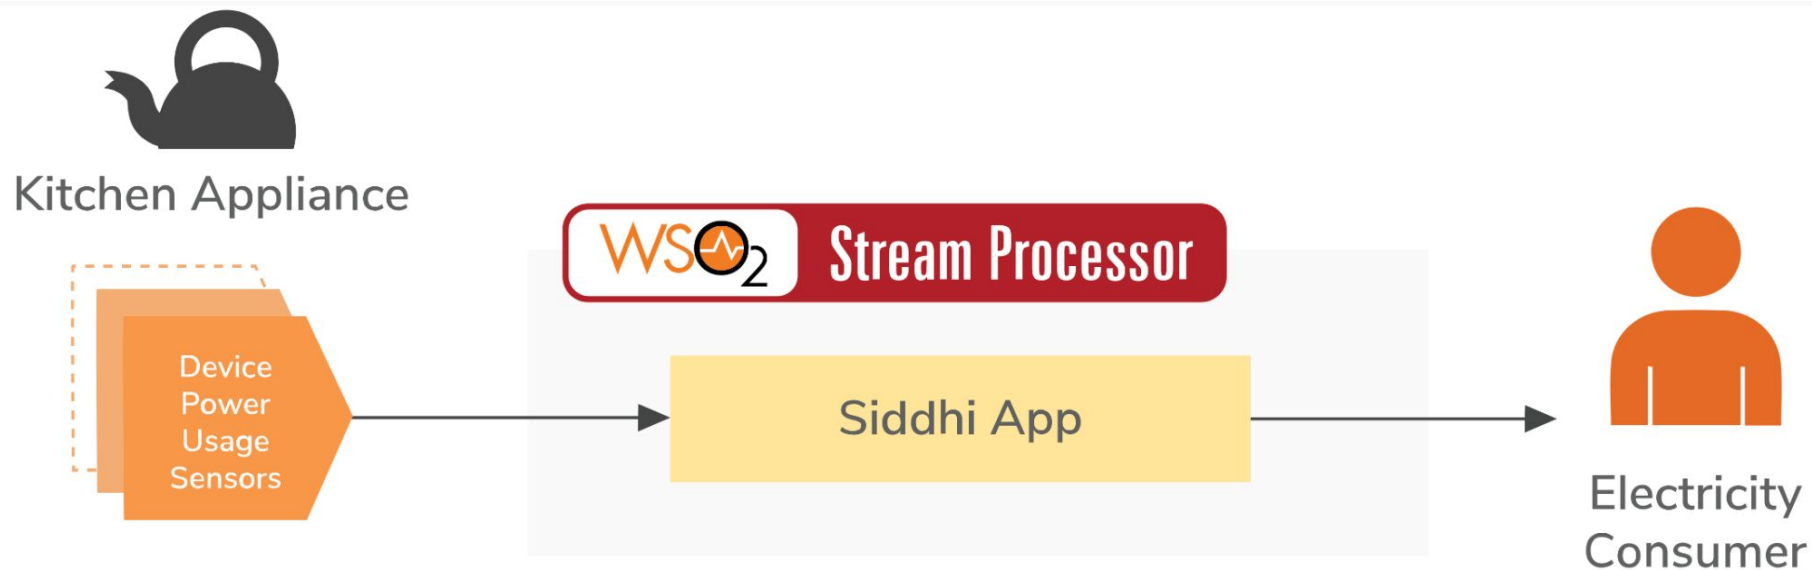 Kitchen Appliance
WSO2 Stream Processor
Device
Power
Usage
Sensors
Siddhi App
Electricity
Consumer